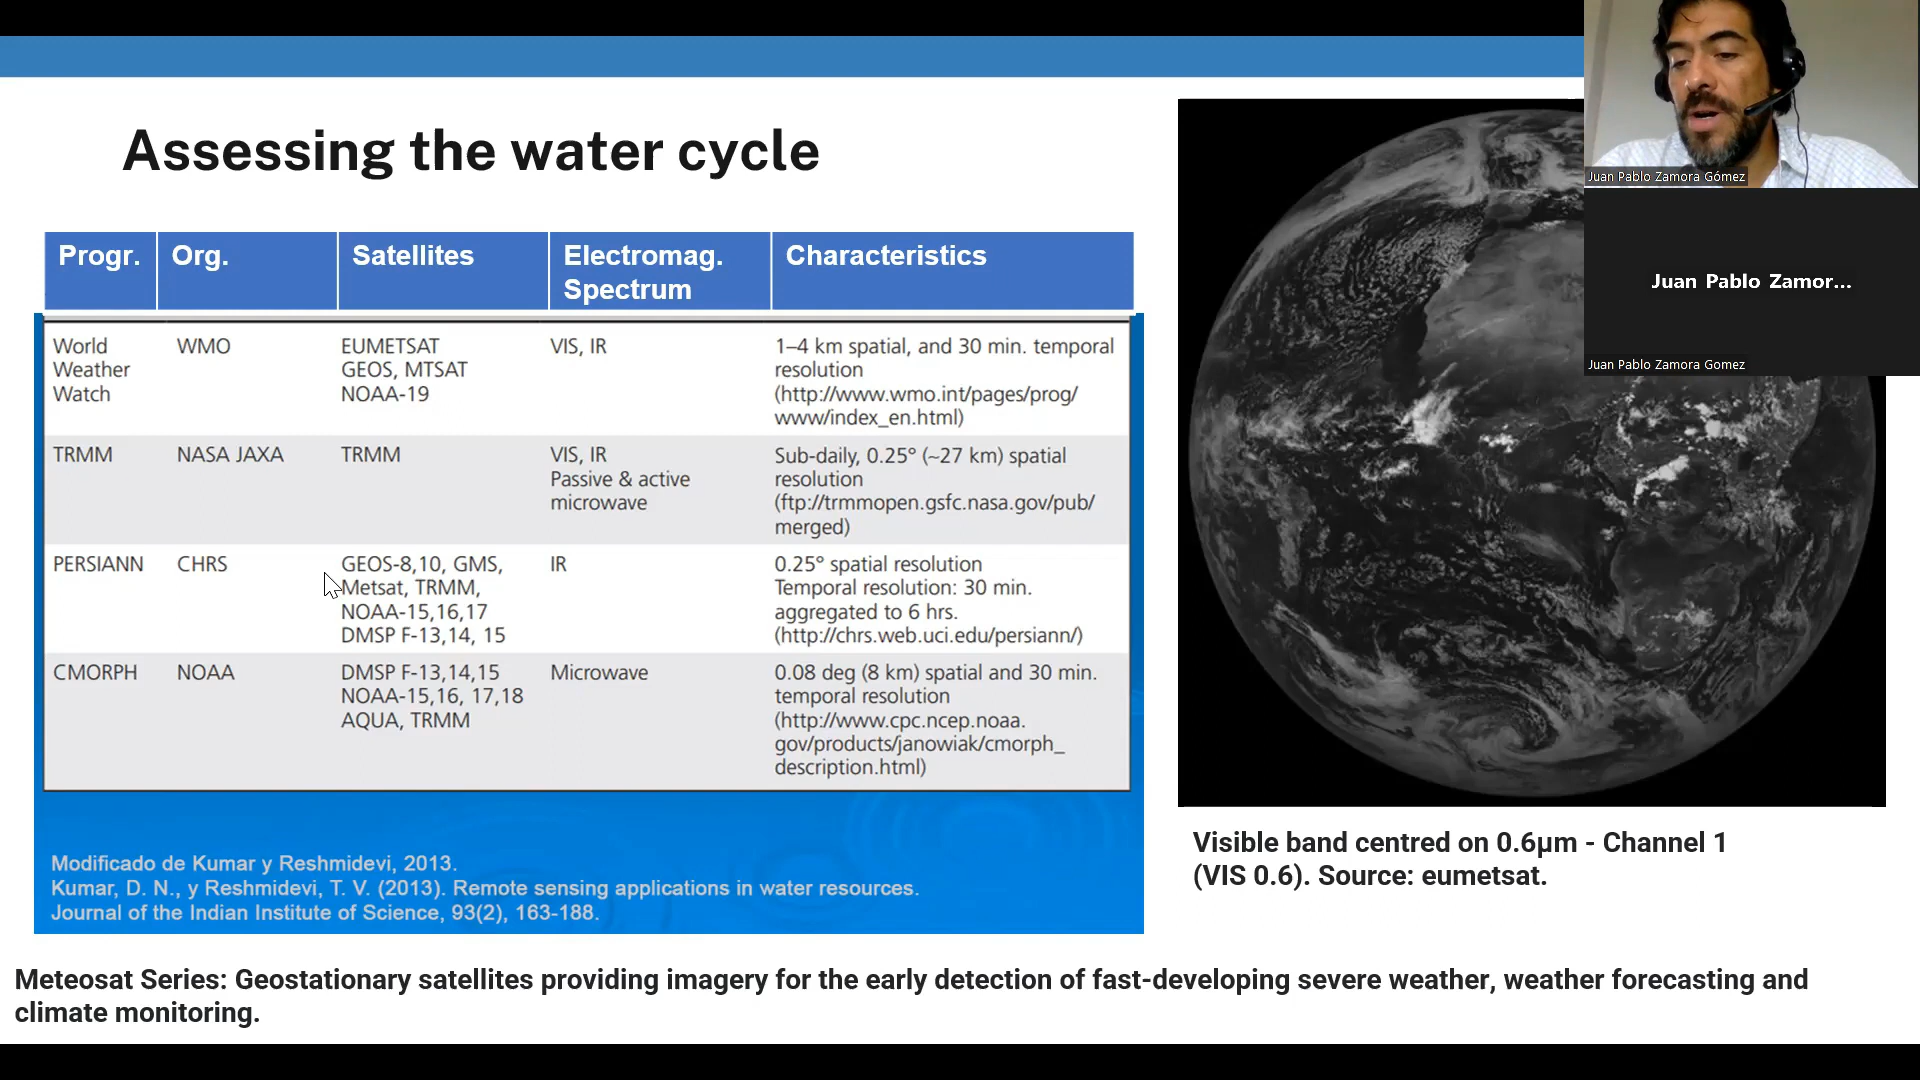 Assessing the water cycle
Progr.
Org.
Satellites
Electromag.
Spectrum
Characteristics
World
Weather
Watch
WMO
EUMETSAT
GEOS, MTSAT
NOAA-19
VIS, IR
1–4 km spatial, and 30 min. temporal
resolution
(http://www.wmo.int/pages/prog/
www/index_en.html)
TRMM
NASA JAXA
TRMM
VIS, IR
Passive & active
microwave
Sub-daily, 0.25° (~27 km) spatial
resolution
(ftp://trmmopen.gsfc.nasa.gov/pub/
merged)
PERSIANN
CHRS
GEOS-8,10, GMS,
Metsat, TRMM,
NOAA-15,16,17
DMSP F-13,14, 15
IR
0.25° spatial resolution
Temporal resolution: 30 min.
aggregated to 6 hrs.
(http://chrs.web.uci.edu/persiann/)
CMORPH
NOAA
DMSP F-13,14,15
NOAA-15,16, 17,18
AQUA, TRMM
Microwave
0.08 deg (8 km) spatial and 30 min.
temporal resolution
(http://www.cpc.ncep.noaa.
gov/products/janowiak/cmorph_
description.html)
Modificado de Kumar y Reshmidevi, 2013.
Kumar, D. N., y Reshmidevi, T. V. (2013). Remote sensing applications in water resources.
Journal of the Indian Institute of Science, 93(2), 163-188.
Juan Pablo Zamora Gómez
Juan Pablo Zamor...
Juan Pablo Zamora Gomez
Visible band centred on 0.6µm - Channel 1
(VIS 0.6). Source: eumetsat.
Meteosat Series: Geostationary satellites providing imagery for the early detection of fast-developing severe weather, weather forecasting and
climate monitoring.